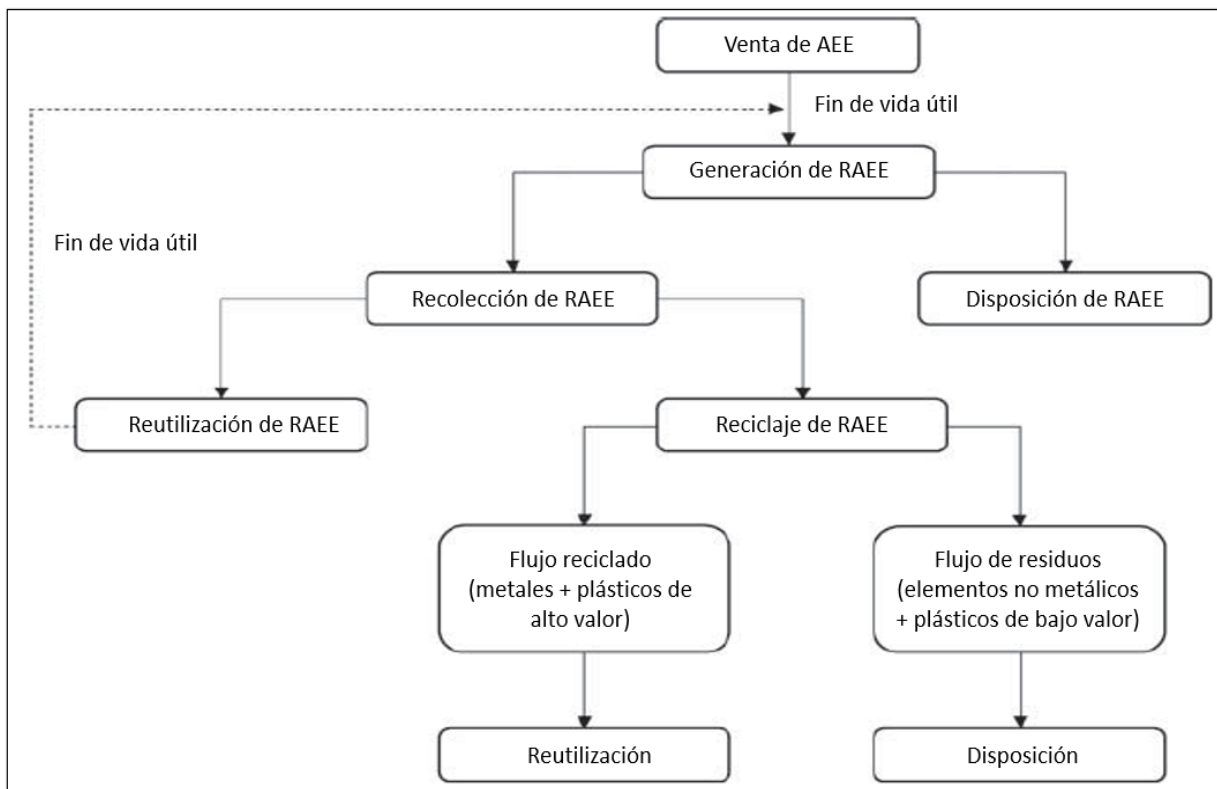 Venta de AEE
Fin de vida útil
Generación de RAEE
Fin de vida útil
Recolección de RAEE
Disposición de RAEE
Reutilización de RAEE
Reciclaje de RAEE
Flujo reciclado
(metales + plásticos de
alto valor)
Flujo de residuos
(elementos no metálicos
+ plásticos de bajo valor)
Reutilización
Disposición